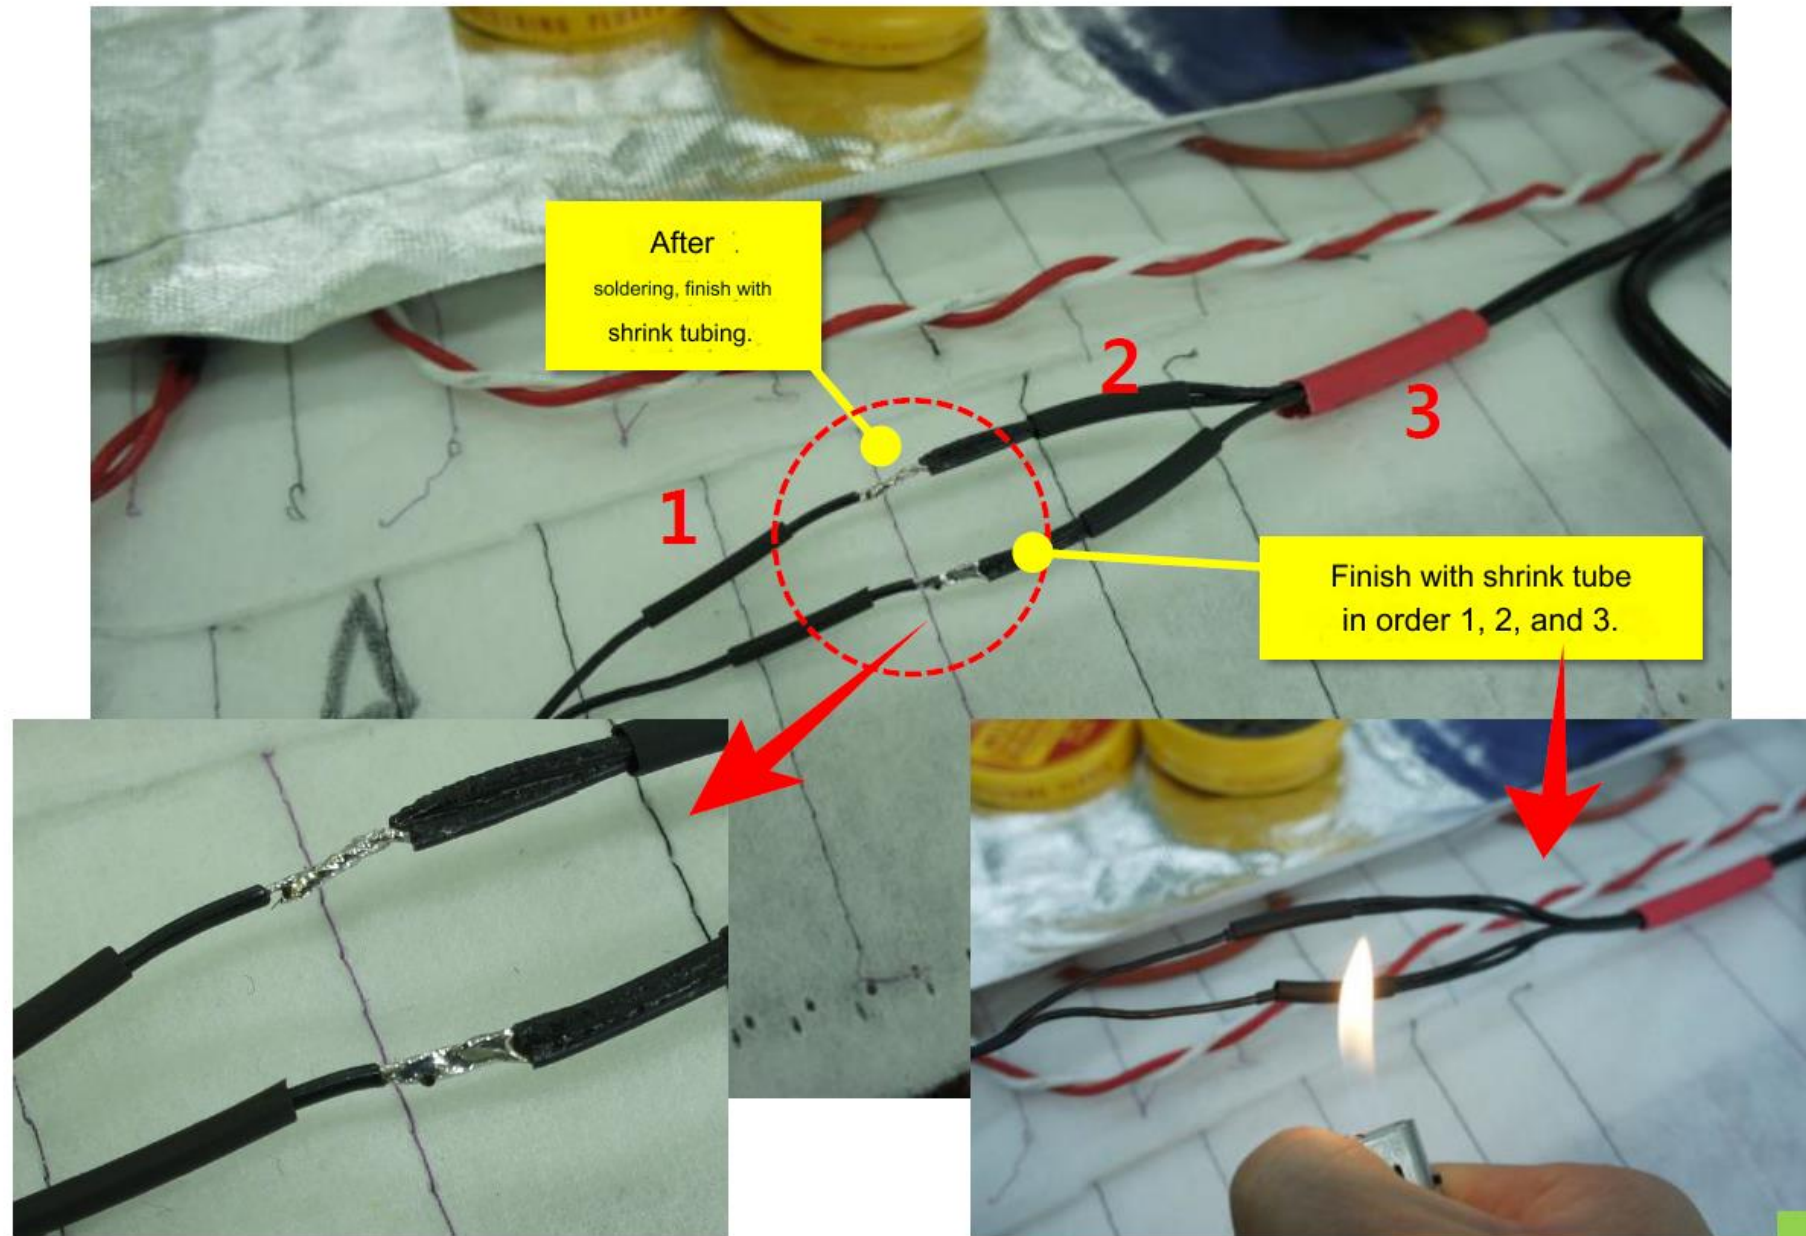 After
soldering, finish with
shrink tubing.
1
2
3
Finish with shrink tube
in order 1, 2, and 3.